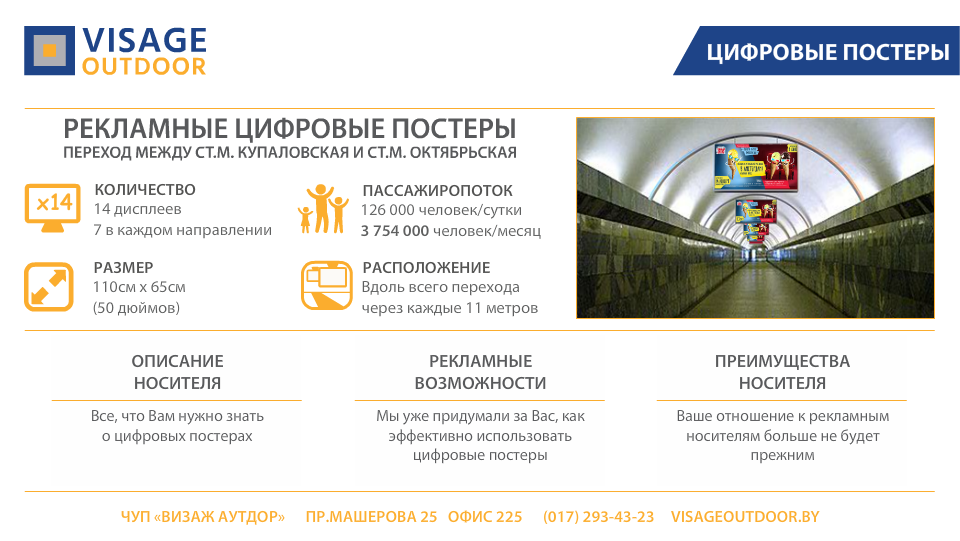 VISAGE
OUTDOOR
ЦИФРОВЫЕ ПОСТЕРЫ
РЕКЛАМНЫЕ ЦИФРОВЫЕ ПОСТЕРЫ
ПЕРЕХОД МЕЖДУ СТ.М. КУПАЛОВСКАЯ И СТ.М. ОКТЯБРЬСКАЯ
x14
КОЛИЧЕСТВО
14 дисплеев
7 в каждом направлении
ПАССАЖИРОПОТОК
126 000 человек/сутки
3 754 000 человек/месяц
РАЗМЕР
110см x 65см
(50 дюймов)
РАСПОЛОЖЕНИЕ
Вдоль всего перехода
через каждые 11 метров
ОПИСАНИЕ
НОСИТЕЛЯ
Все, что Вам нужно знать
о цифровых постерах
РЕКЛАМНЫЕ
ВОЗМОЖНОСТИ
Мы уже придумали за Вас, как
эффективно использовать
цифровые постеры
ПРЕИМУЩЕСТВА
НОСИТЕЛЯ
Ваше отношение к рекламным
носителям больше не будет
прежним
ЧУП «ВИЗАЖ АУТДОР» ПР.МАШЕРОВА 25 ОФИС 225 (017) 293-43-23 VISAGEOUTDOOR.BY